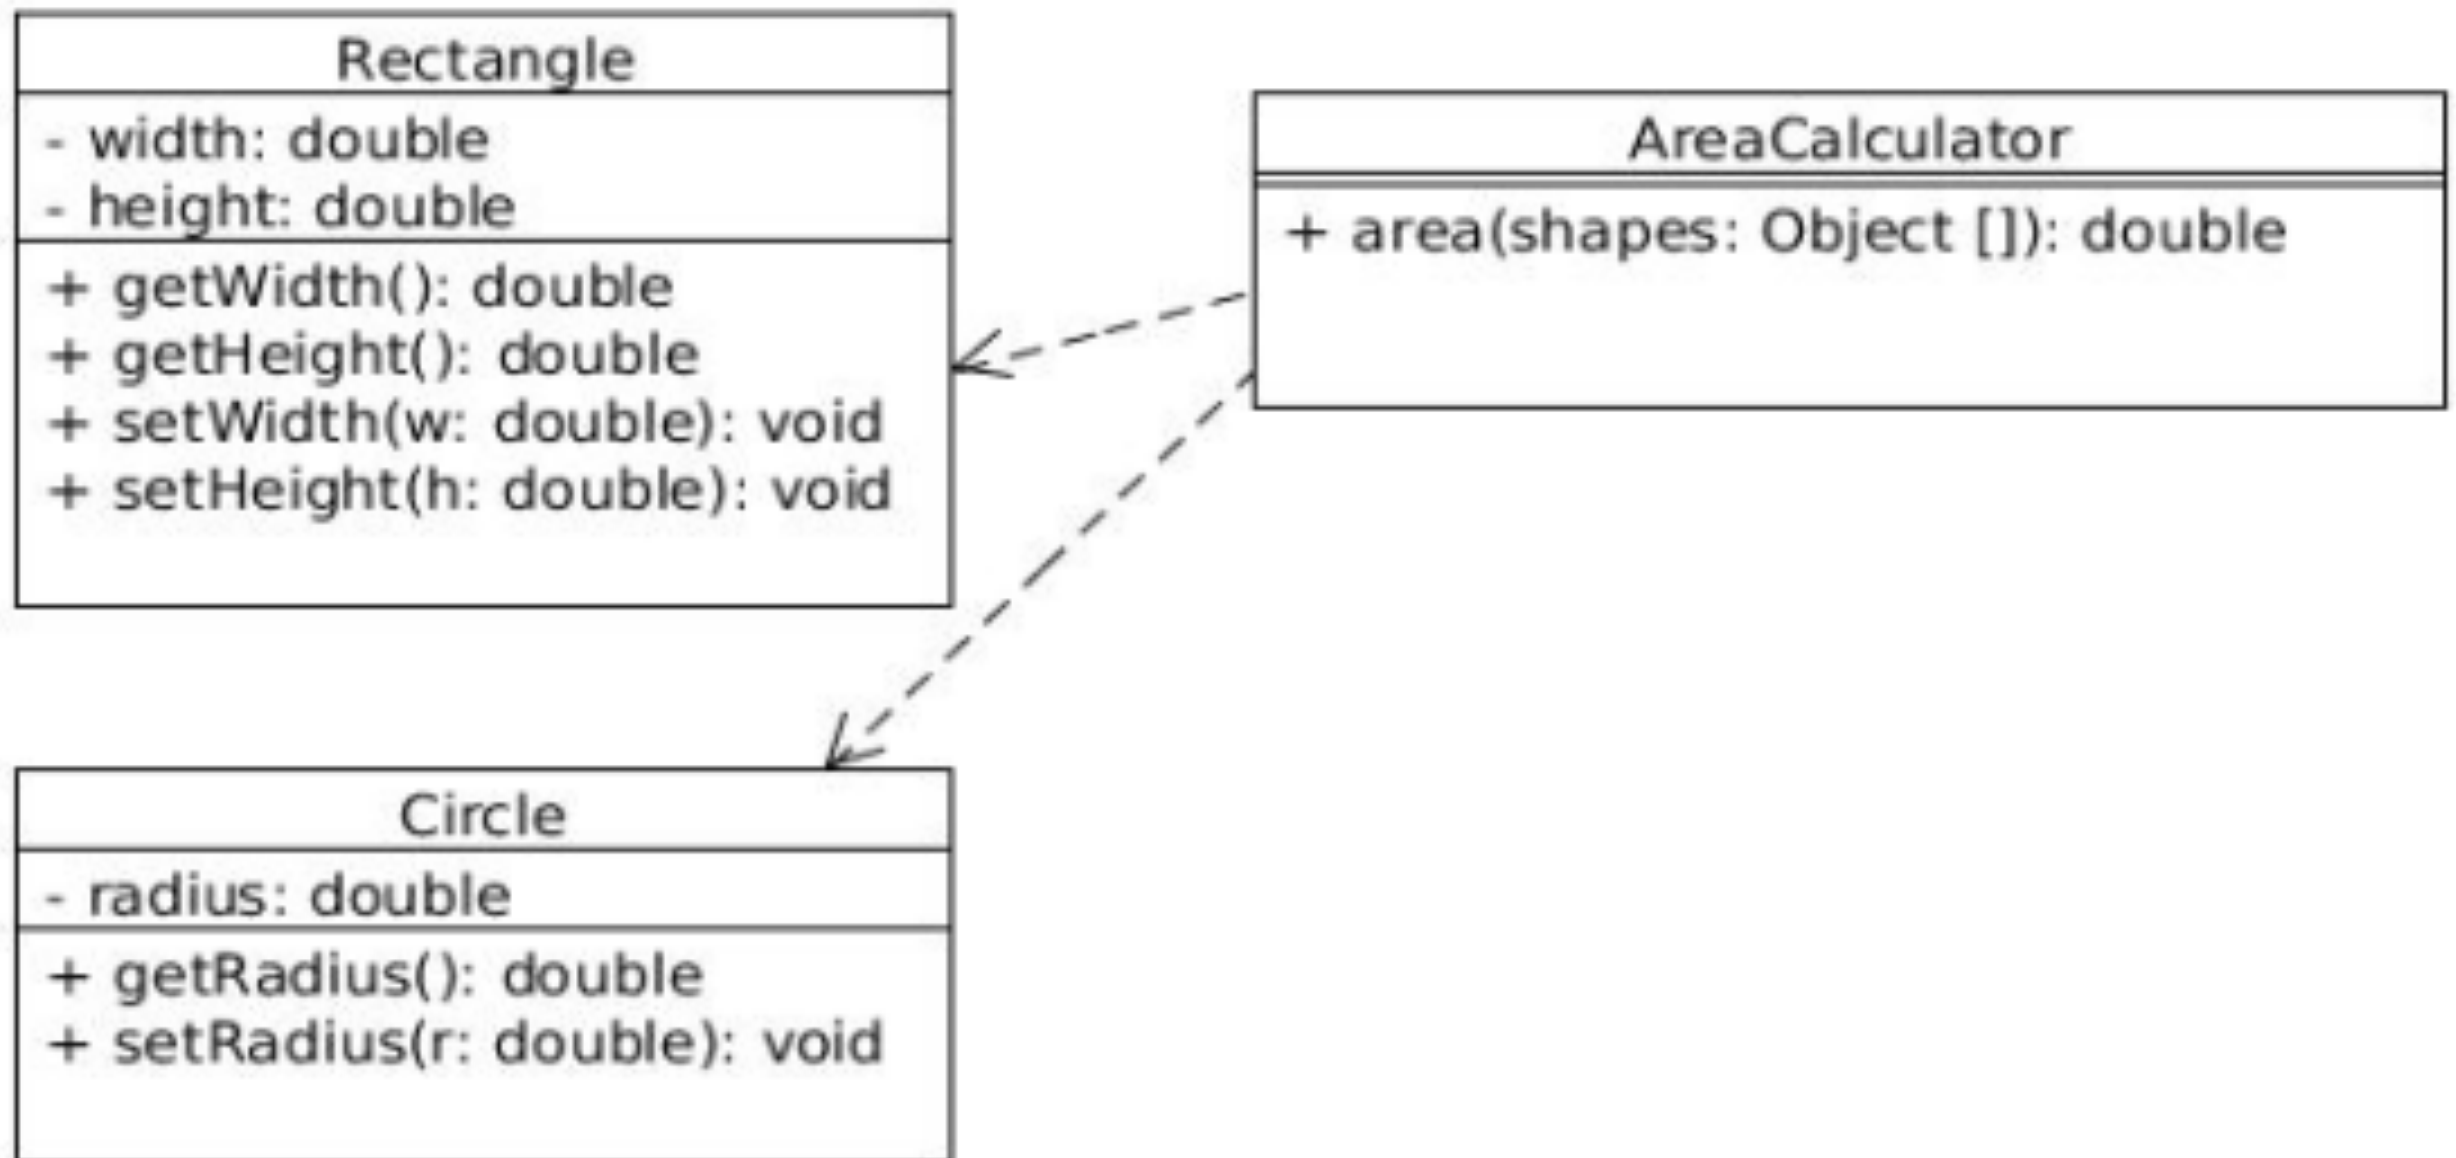 Rectangle
- width: double
- height: double
+ getWidth(): double
+ getHeight(): double
+ setWidth(w: double): void
+ setHeight(h: double): void
AreaCalculator
+ area(shapes: Object []): double
Circle
- radius: double
+ getRadius(): double
+ setRadius(r: double): void